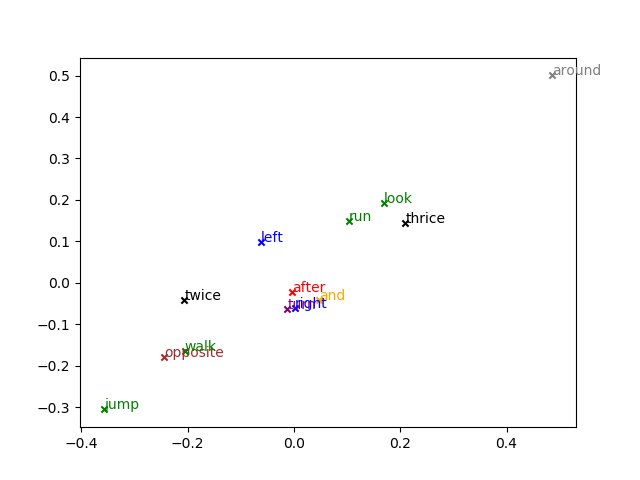 around
0.5
0.4
0.3
look
0.2
run
thrice
left
0.1
0.0
after
twice
and
turn
right
−0.1
walk
opposite
−0.2
jump
−0.3
−0.4
−0.2
0.0
0.2
0.4